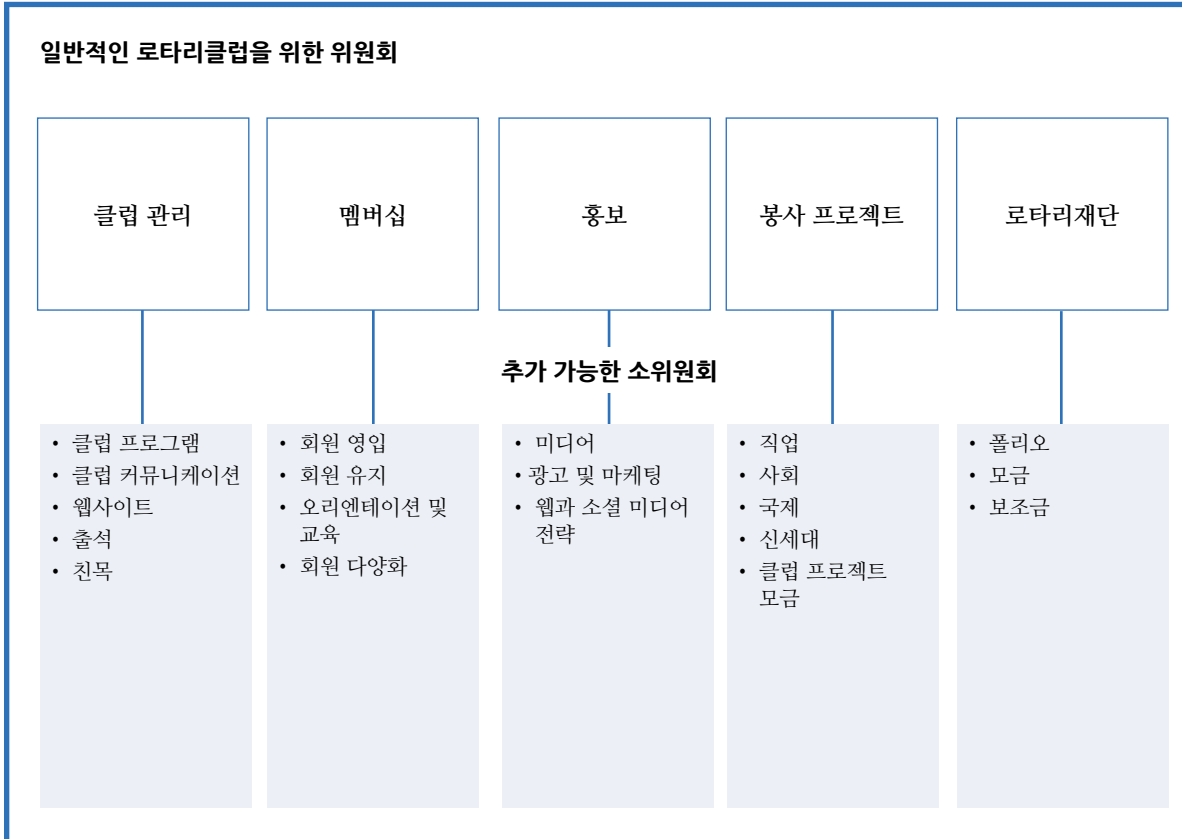 일반적인 로타리클럽을 위한 위원회
클럽 관리
멤버십
홍보
봉사 프로젝트
로타리재단
추가 가능한 소위원회
• 클럽 프로그램
• 클럽 커뮤니케이션
• 웹사이트
• 출석
• 친목
• 회원 영입
• 회원 유지
• 오리엔테이션 및
교육
• 회원 다양화
• 미디어
• 광고 및 마케팅
• 웹과 소셜 미디어
전략
• 직업
• 사회
• 국제
• 신세대
• 클럽 프로젝트
모금
• 폴리오
• 모금
• 보조금